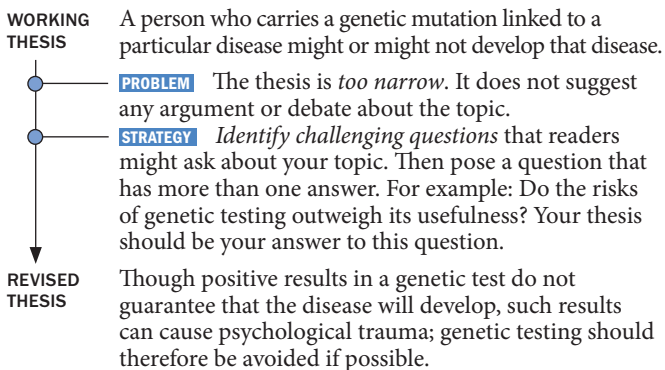 WORKING THESIS
A person who carries a genetic mutation linked to a
particular disease might or might not develop that disease.
PROBLEM The thesis is too narrow. It does not suggest
any argument or debate about the topic.
STRATEGY Identify challenging questions that readers
might ask about your topic. Then pose a question that
has more than one answer. For example: Do the risks
of genetic testing outweigh its usefulness? Your thesis
should be your answer to this question.
REVISED THESIS
Though positive results in a genetic test do not
guarantee that the disease will develop, such results
can cause psychological trauma; genetic testing should
therefore be avoided if possible.